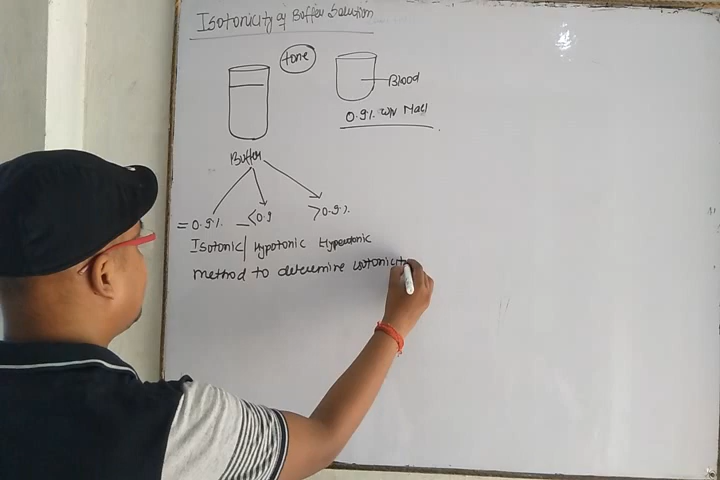 Isotonicity of Buffer Solution
tone
Blood
0.9% w/v NaCl
Buffer
= 0.9% <0.9 >0.9%
Isotonic | Hypotonic Hypertonic
method to determine isotonicity